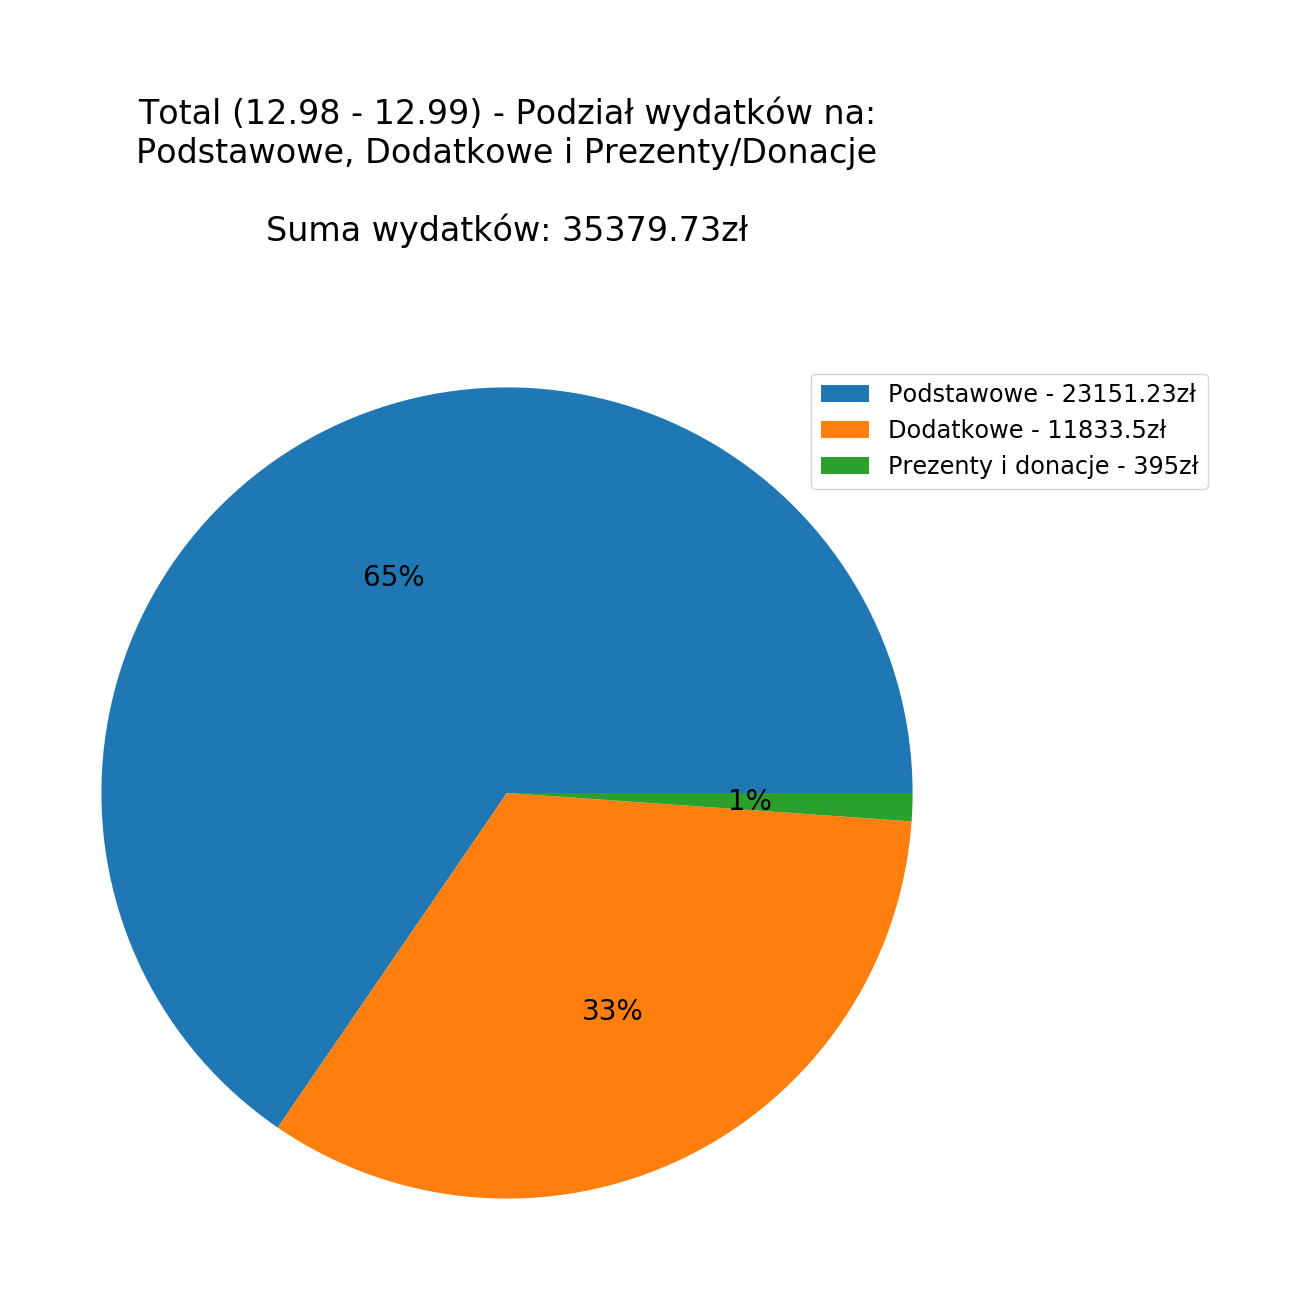 Total (12.98 - 12.99) - Podział wydatków na:
Podstawowe, Dodatkowe i Prezenty/Donacje
Suma wydatków: 35379.73zł
Podstawowe - 23151.23zł
Dodatkowe - 11833.5zł
Prezenty i donacje - 395zł
65%
1%
33%